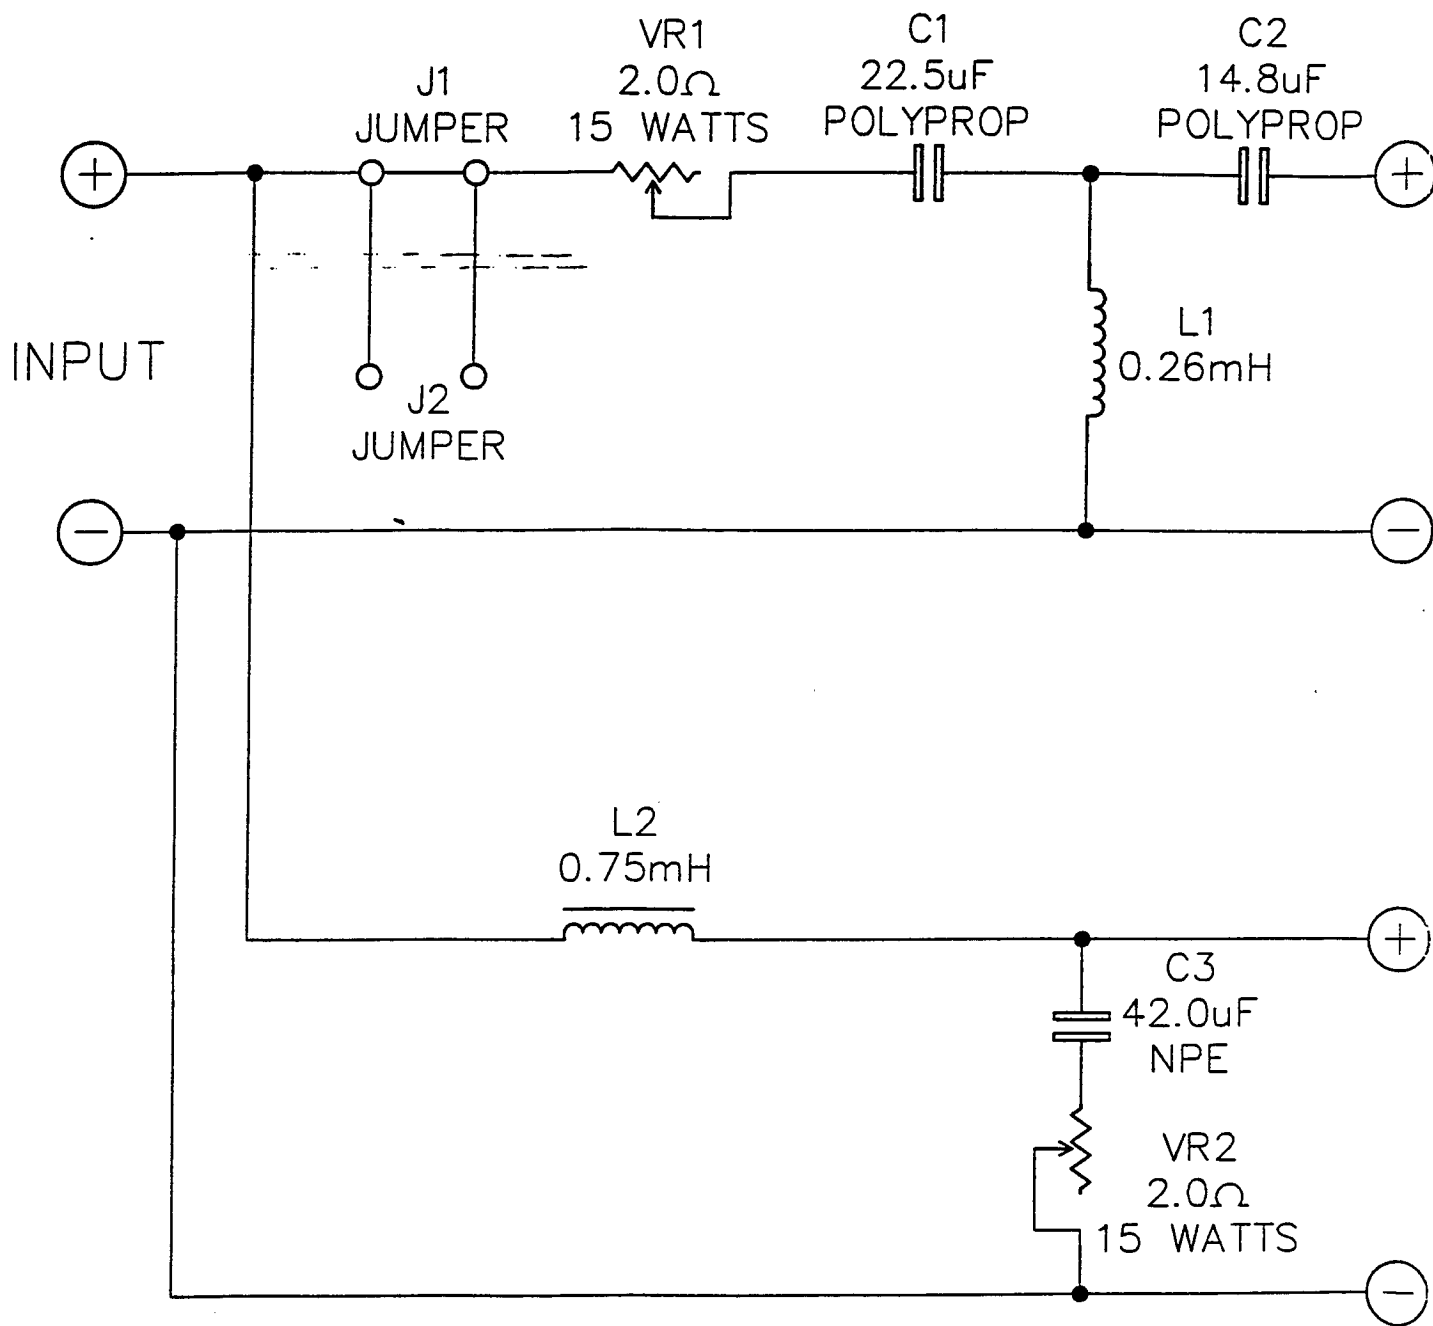 VR1
2.0Ω
15 WATTS
C1
22.5uF
POLYPROP
C2
14.8uF
POLYPROP
J1
JUMPER
+
+
INPUT
J2
JUMPER
L1
0.26mH
−
−
L2
0.75mH
+
C3
42.0uF
NPE
VR2
2.0Ω
15 WATTS
−